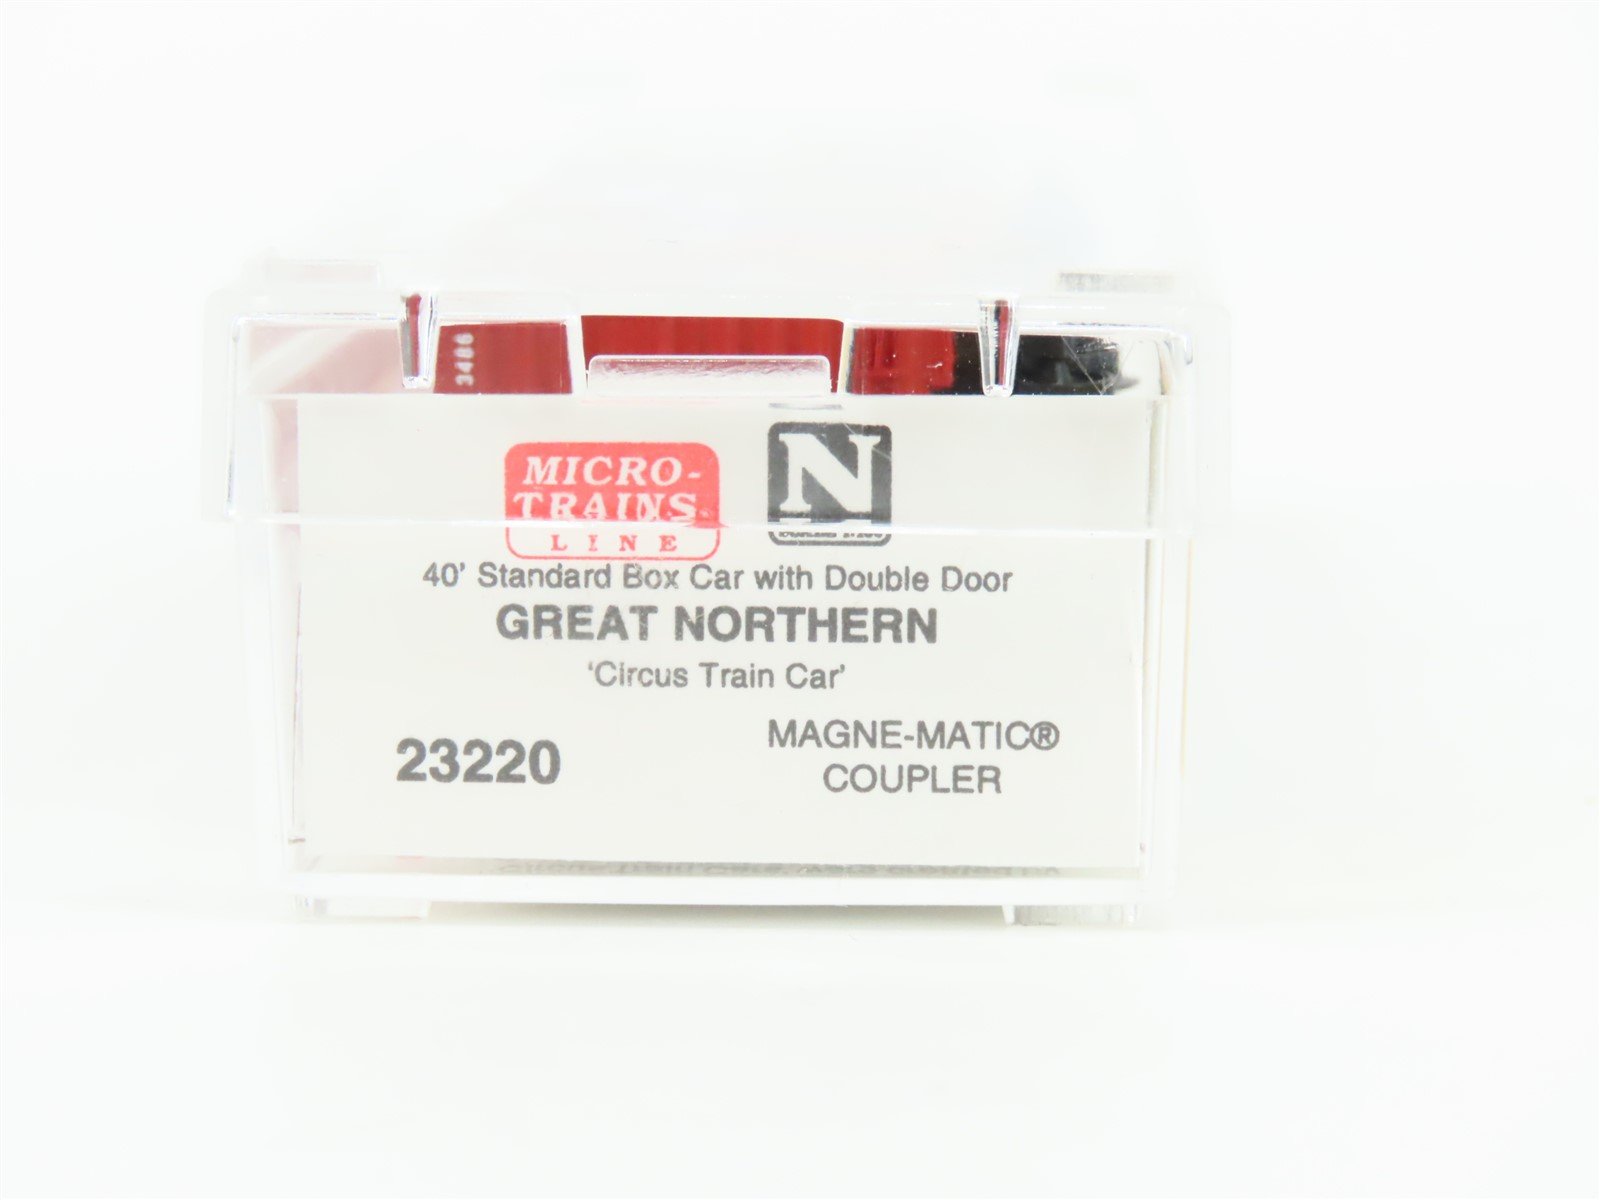 3486
MICRO-
TRAINS
LINE
N
40' Standard Box Car with Double Door
GREAT NORTHERN
'Circus Train Car'
23220
MAGNE-MATIC®
COUPLER